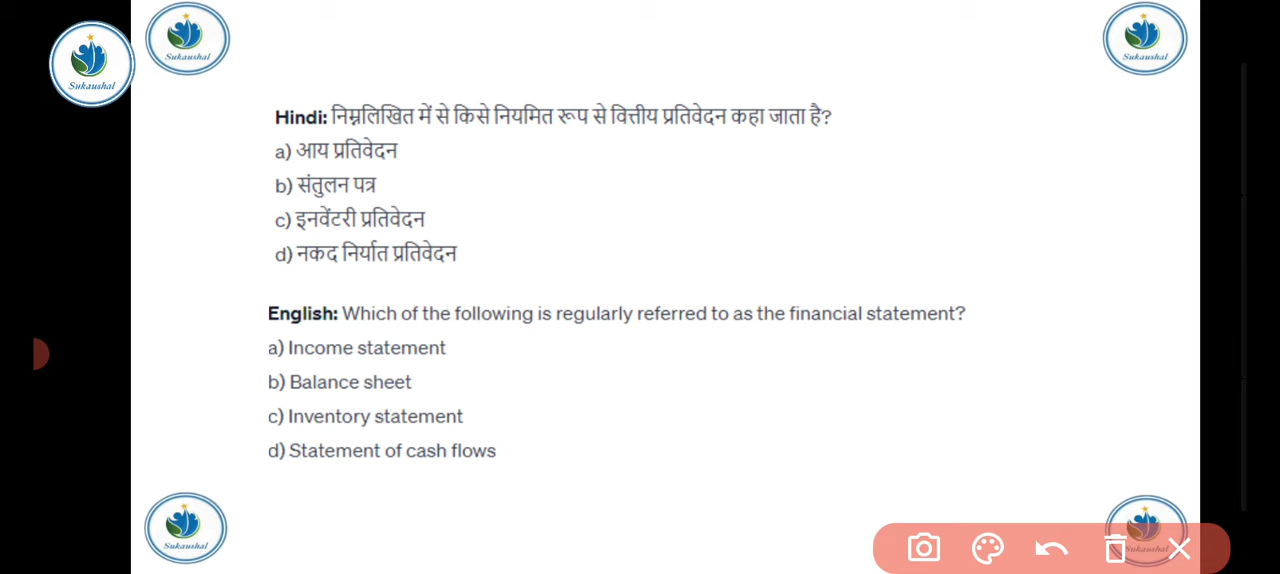 Sukaushal
Sukaushal
Sukaushal
Hindi: निम्नलिखित में से किसे नियमित रूप से वित्तीय प्रतिवेदन कहा जाता है?
a) आय प्रतिवेदन
b) संतुलन पत्र
c) इनवेंटरी प्रतिवेदन
d) नकद निर्यात प्रतिवेदन
English: Which of the following is regularly referred to as the financial statement?
a) Income statement
b) Balance sheet
c) Inventory statement
d) Statement of cash flows
Sukaushal
Sukaushal